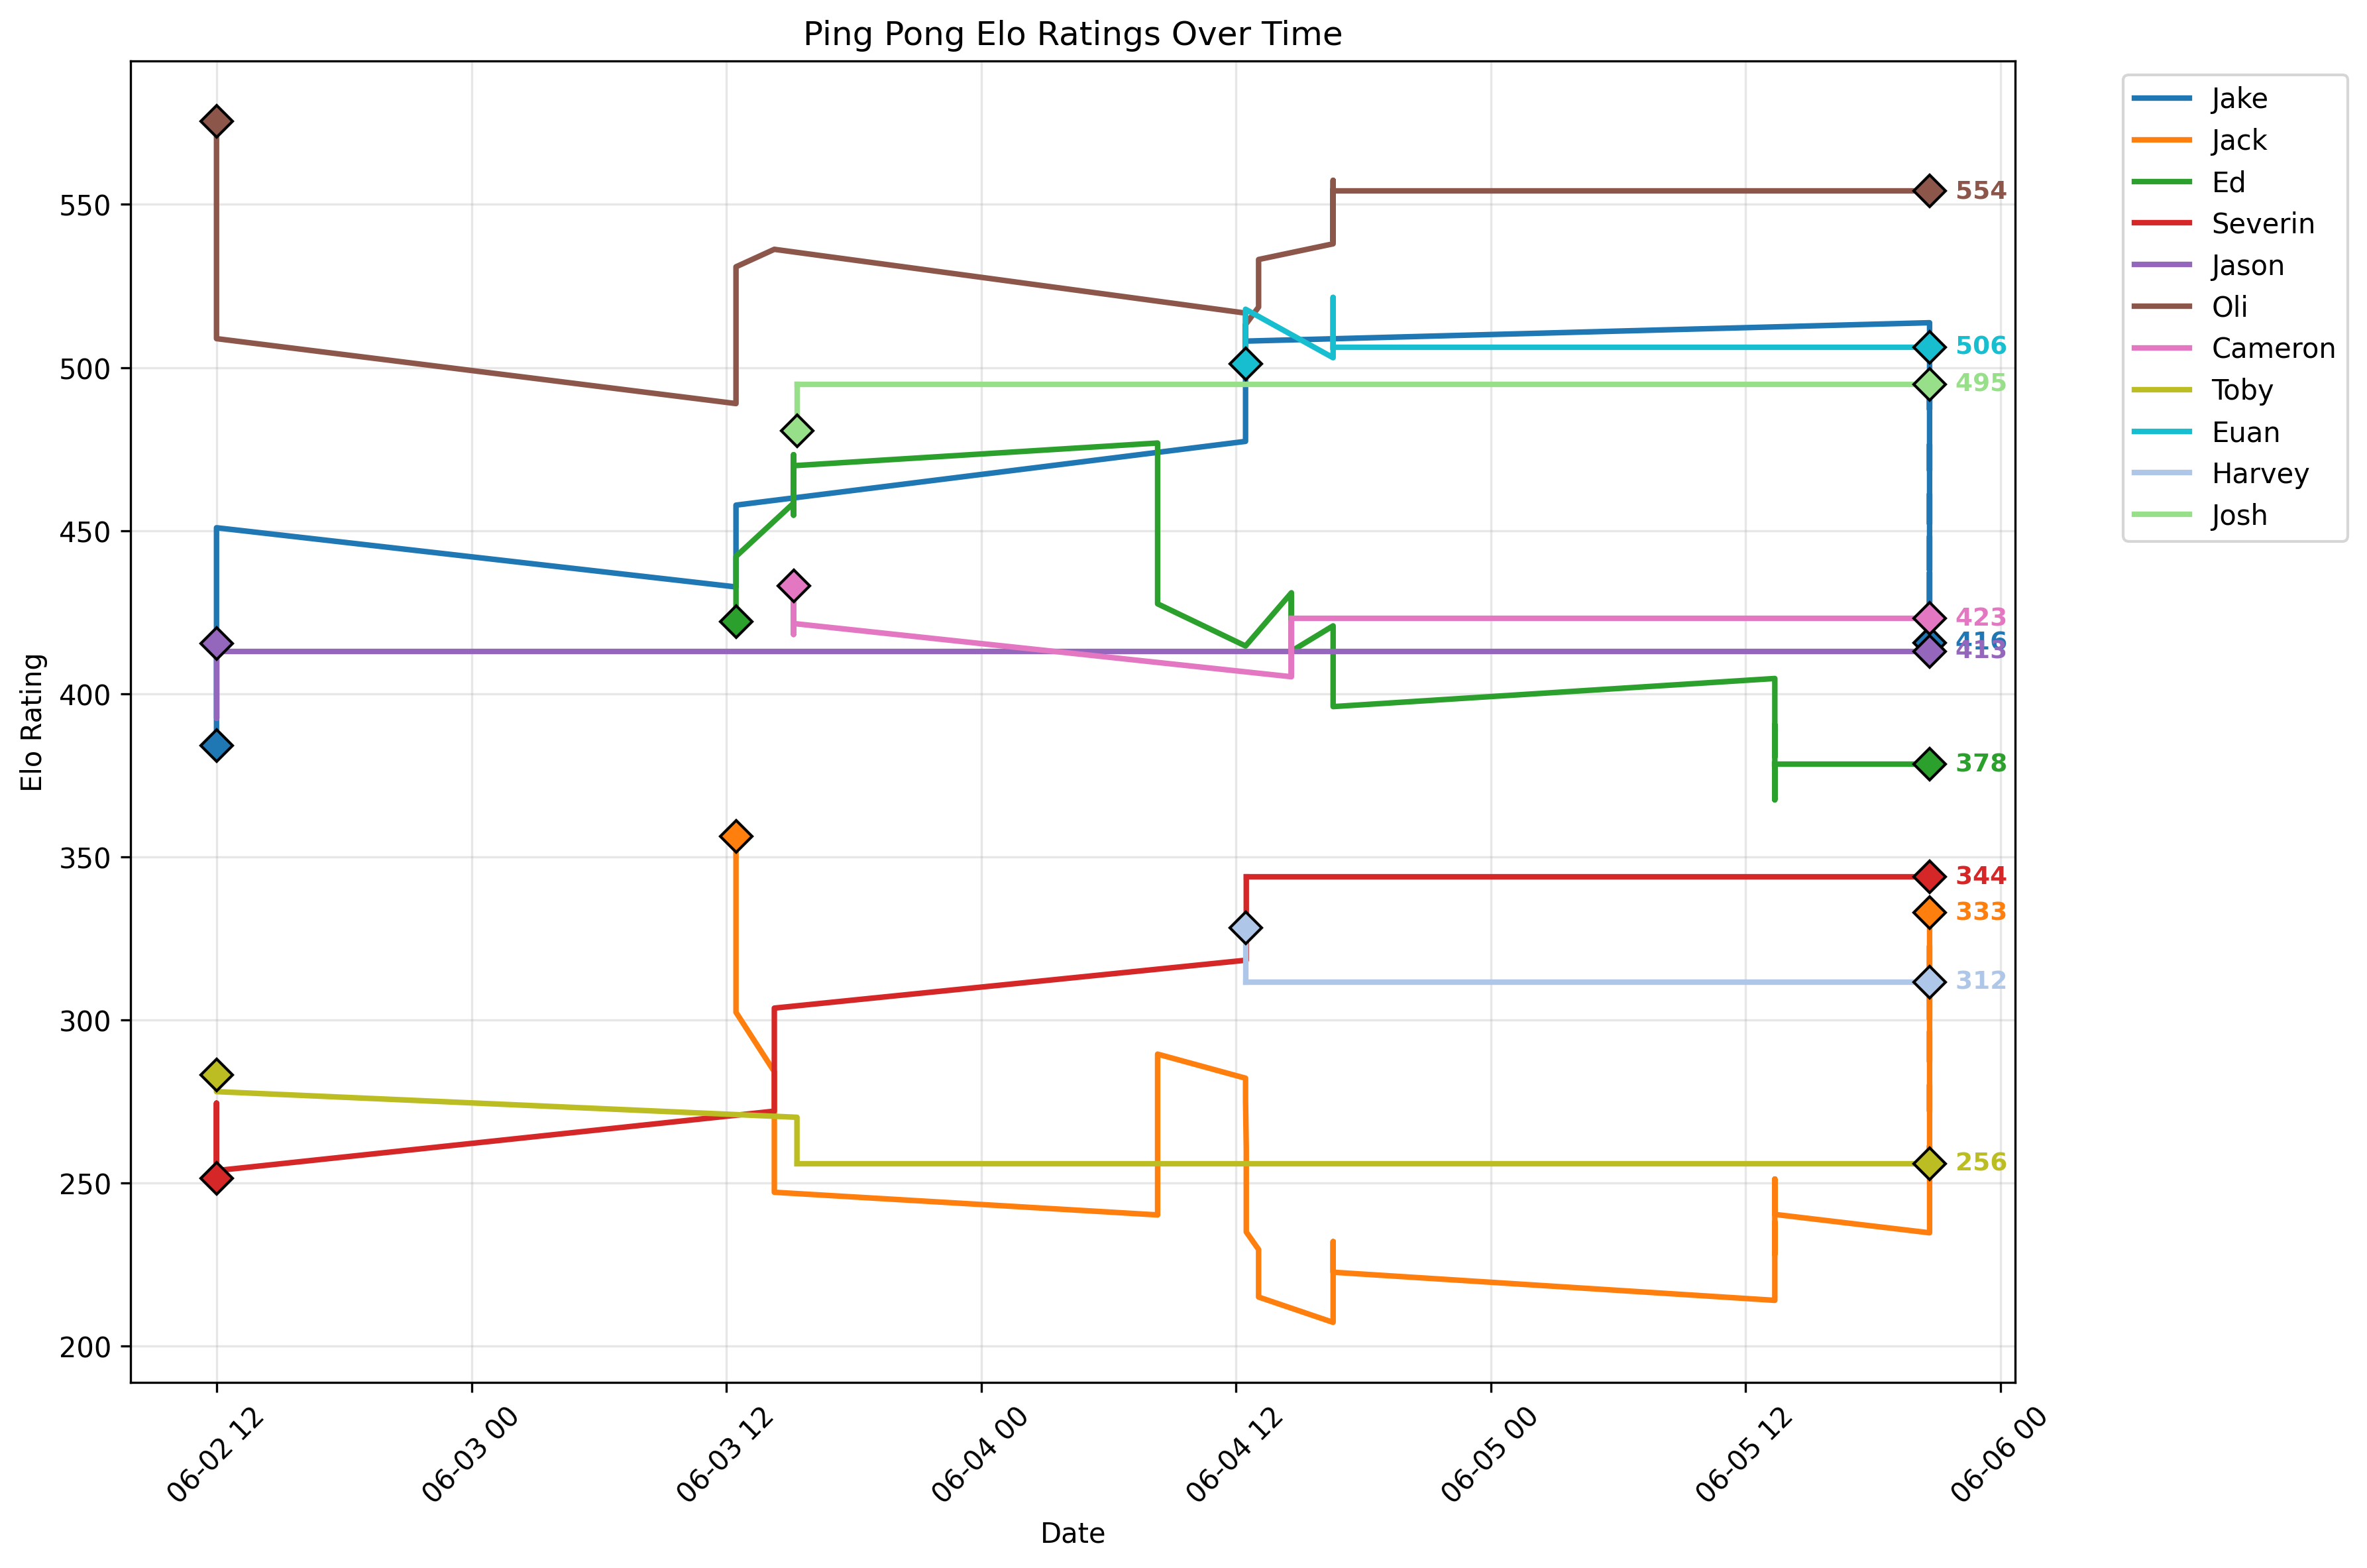 Ping Pong Elo Ratings Over Time
Elo Rating
550
500
450
400
350
300
250
200
554
506
495
423
416
413
378
344
333
312
256
06-02 12
06-03 00
06-03 12
06-04 00
06-04 12
06-05 00
06-05 12
06-06 00
Date
Jake
Jack
Ed
Severin
Jason
Oli
Cameron
Toby
Euan
Harvey
Josh